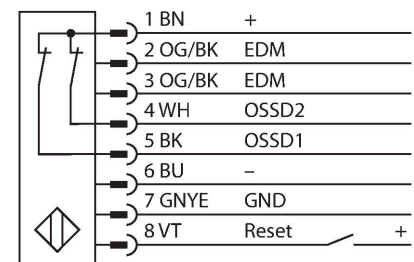 1 BN +
2 OG/BK EDM
3 OG/BK EDM
4 WH OSSD2
5 BK OSSD1
6 BU –
7 GNYE GND
8 VT Reset +